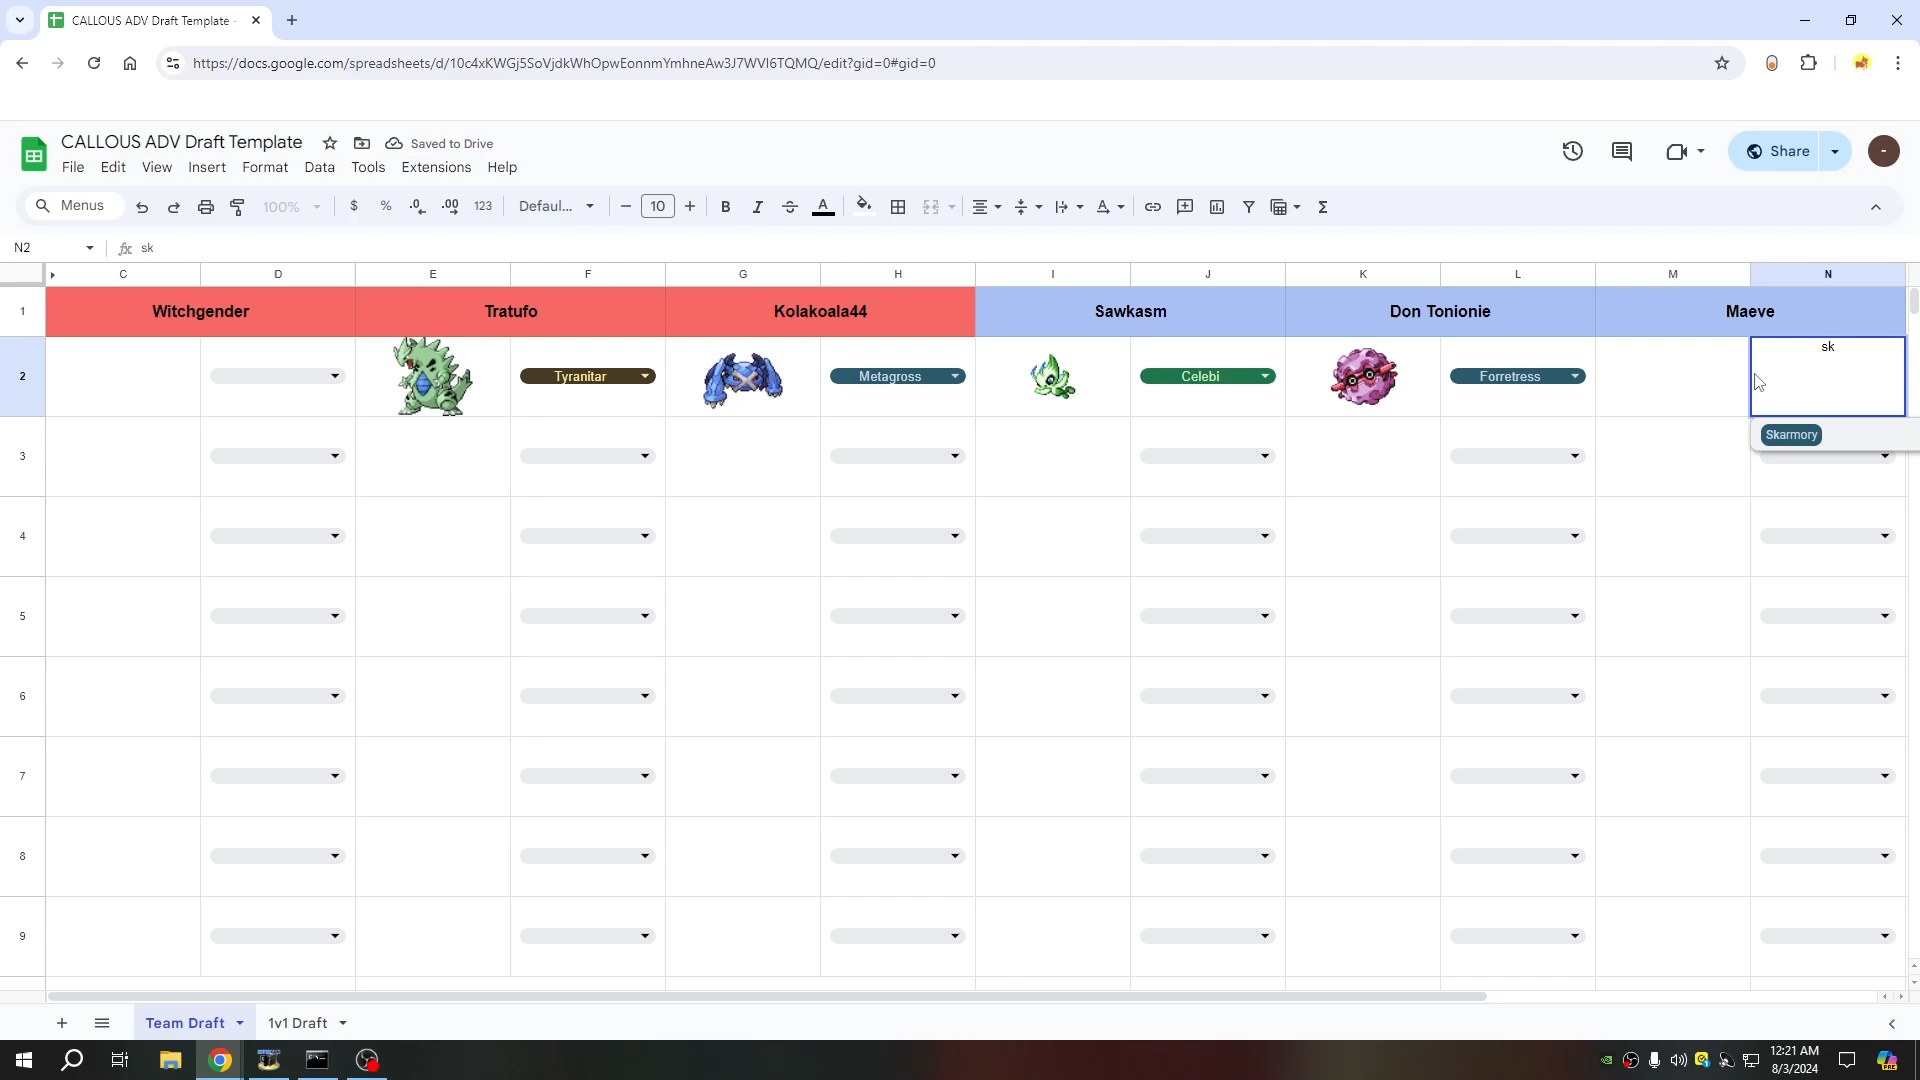 CALLOUS ADV Draft Template -
https://docs.google.com/spreadsheets/d/10c4xKWGj5SoVjdkWhOpwEonnmYmhneAw3J7WVI6TQMQ/edit?gid=0#gid=0
CALLOUS ADV Draft Template
Saved to Drive
Share
-
File Edit View Insert Format Data Tools Extensions Help
Menus 100% $ % .0 .00 123 Defaul... 10 B I S A
N2 fx sk
C D E F G H I J K L M N
1 Witchgender Tratufo Kolakoala44 Sawkasm Don Tonionie Maeve
2 Tyranitar Metagross Celebi Forretress sk
Skarmory
3
4
5
6
7
8
9
Team Draft 1v1 Draft
12:21 AM
8/3/2024